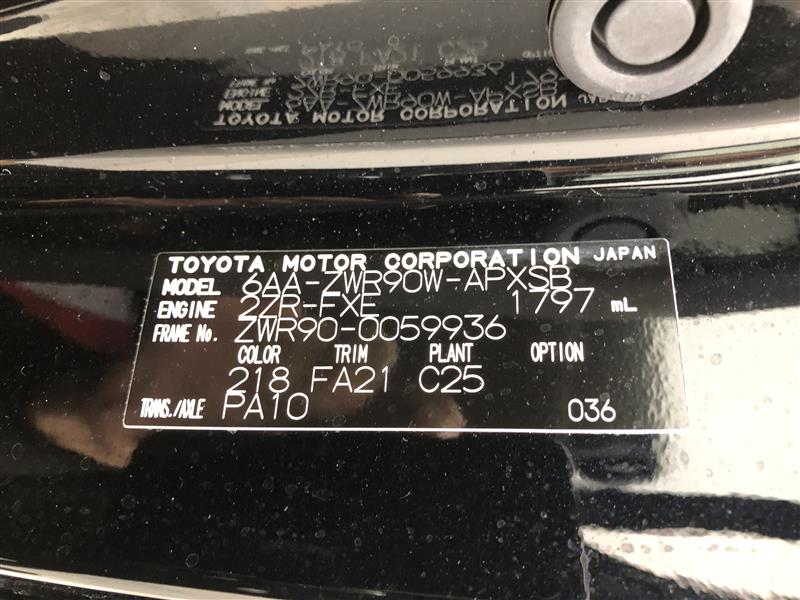 TOYOTA MOTOR CORPORATION JAPAN
MODEL 6AA-ZWR90W-APXSB
ENGINE 2ZR-FXE 1797 mL
FRAME No. ZWR90-0059936
COLOR TRIM PLANT OPTION
218 FA21 C25
TRANS./AXLE PA10 036